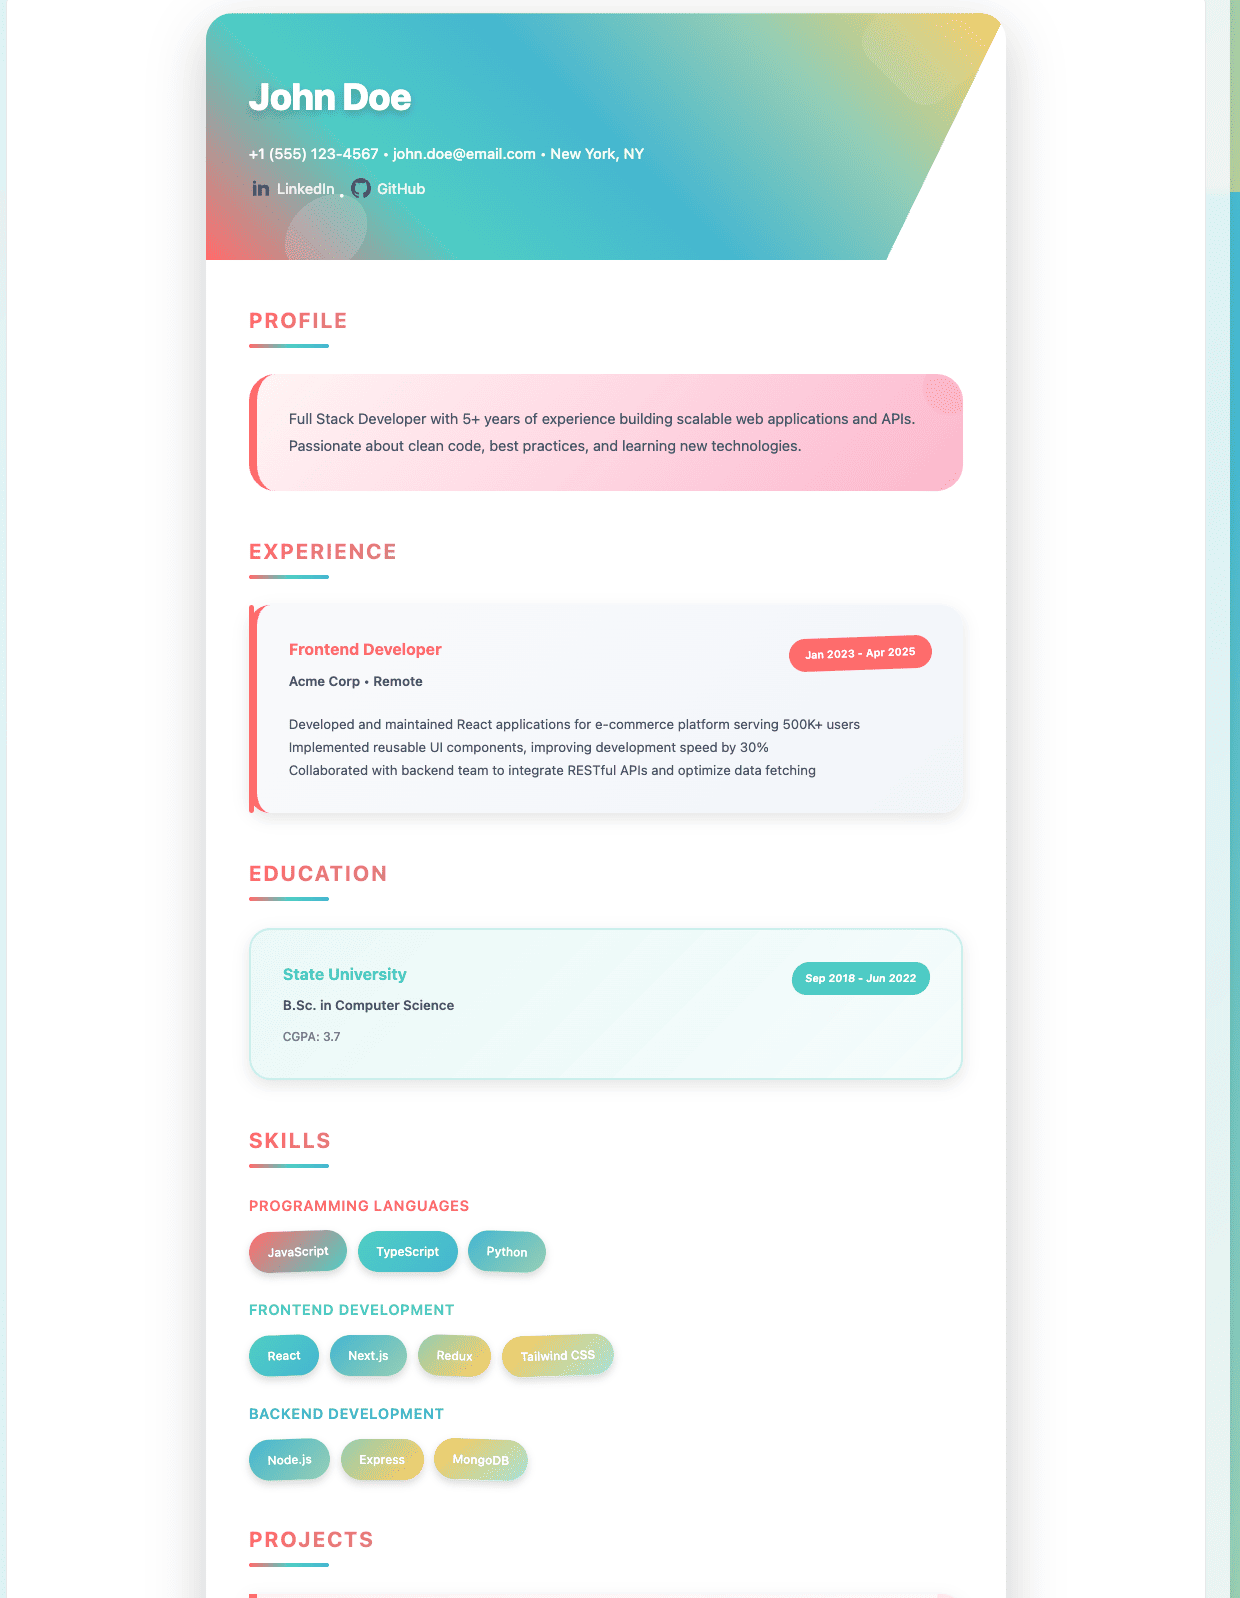 John Doe
+1 (555) 123-4567 • john.doe@email.com • New York, NY
LinkedIn • GitHub
PROFILE
Full Stack Developer with 5+ years of experience building scalable web applications and APIs.
Passionate about clean code, best practices, and learning new technologies.
EXPERIENCE
Frontend Developer
Jan 2023 - Apr 2025
Acme Corp • Remote
Developed and maintained React applications for e-commerce platform serving 500K+ users
Implemented reusable UI components, improving development speed by 30%
Collaborated with backend team to integrate RESTful APIs and optimize data fetching
EDUCATION
State University
Sep 2018 - Jun 2022
B.Sc. in Computer Science
CGPA: 3.7
SKILLS
PROGRAMMING LANGUAGES
JavaScript TypeScript Python
FRONTEND DEVELOPMENT
React Next.js Redux Tailwind CSS
BACKEND DEVELOPMENT
Node.js Express MongoDB
PROJECTS